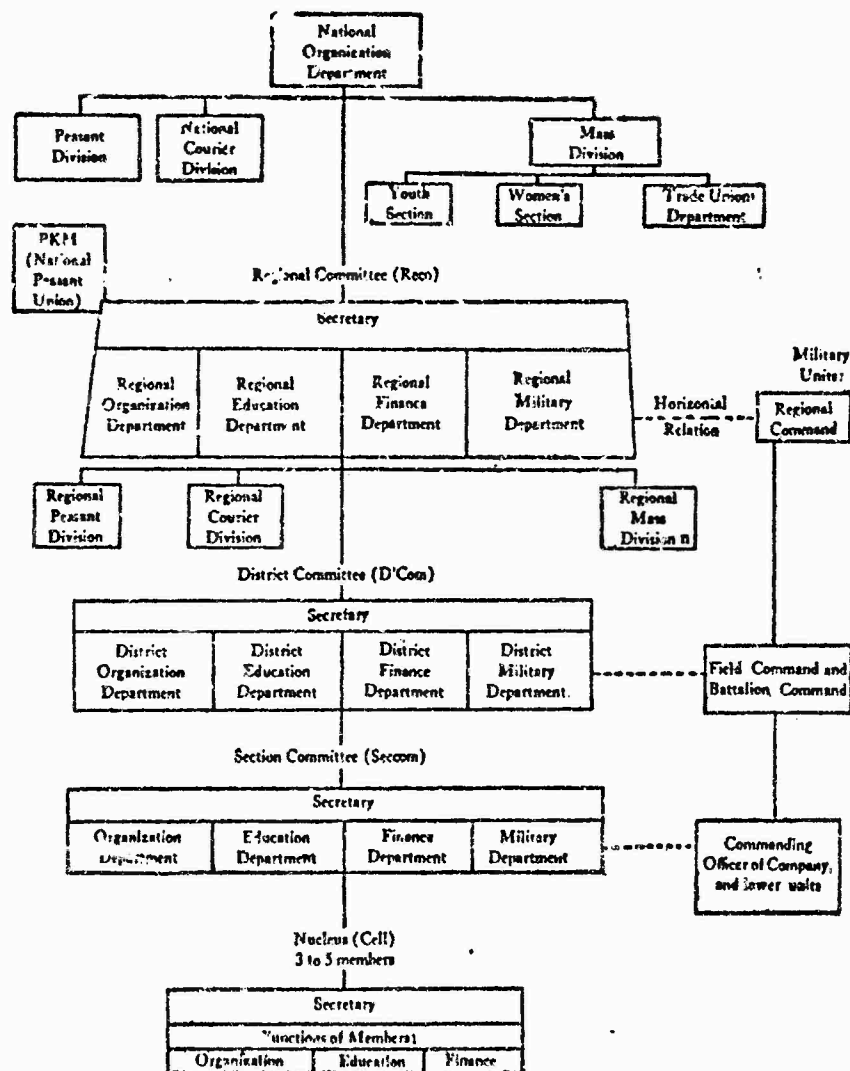 National
Organization
Department
Peasant
Division
National
Courier
Division
Mass
Division
Youth
Section
Women's
Section
Trade Unions
Department
PKM
(National
Peasant
Union)
Regional Committee (Reco)
Secretary
Regional
Organization
Department
Regional
Education
Department
Regional
Finance
Department
Regional
Military
Department
Horizontal
Relation
Military
Units:
Regional
Command
Regional
Peasant
Division
Regional
Courier
Division
Regional
Mass
Division n
District Committee (D'Com)
Secretary
District
Organization
Department
District
Education
Department
District
Finance
Department
District
Military
Department.
Field Command and
Battalion Command
Section Committee (Seccom)
Secretary
Organization
Department
Education
Department
Finance
Department
Military
Department
Commanding
Officer of Company,
and lower units
Nucleus (Cell)
3 to 5 members
Secretary
Functions of Members:
Organization
Education
Finance